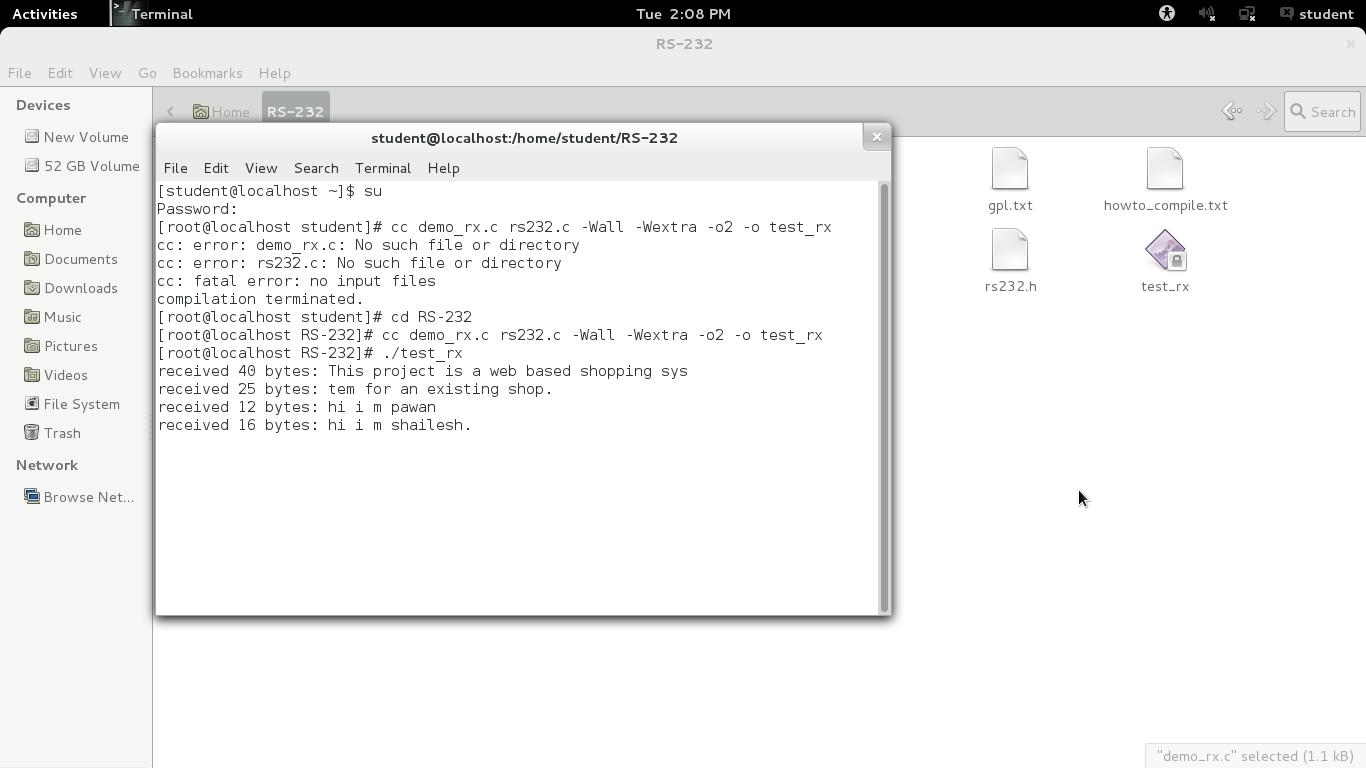 Activities Terminal Tue 2:08 PM student
RS-232
File Edit View Go Bookmarks Help
Devices
New Volume
52 GB Volume
Computer
Home
Documents
Downloads
Music
Pictures
Videos
File System
Trash
Network
Browse Net...
Home RS-232 Search
student@localhost:/home/student/RS-232
File Edit View Search Terminal Help
[student@localhost ~]$ su
Password:
[root@localhost student]# cc demo_rx.c rs232.c -Wall -Wextra -o2 -o test_rx
cc: error: demo_rx.c: No such file or directory
cc: error: rs232.c: No such file or directory
cc: fatal error: no input files
compilation terminated.
[root@localhost student]# cd RS-232
[root@localhost RS-232]# cc demo_rx.c rs232.c -Wall -Wextra -o2 -o test_rx
[root@localhost RS-232]# ./test_rx
received 40 bytes: This project is a web based shopping sys
received 25 bytes: tem for an existing shop.
received 12 bytes: hi i m pawan
received 16 bytes: hi i m shailesh.
gpl.txt howto_compile.txt
rs232.h test_rx
"demo_rx.c" selected (1.1 kB)